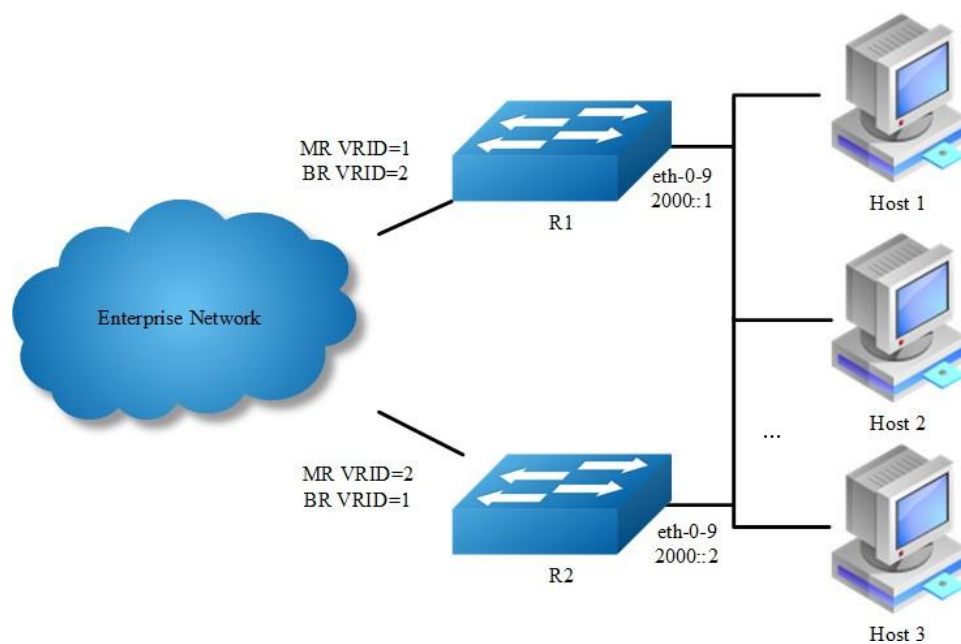 MR VRID=1
BR VRID=2
eth-0-9
2000::1
R1
Host 1
Enterprise Network
Host 2
...
MR VRID=2
BR VRID=1
eth-0-9
2000::2
R2
Host 3